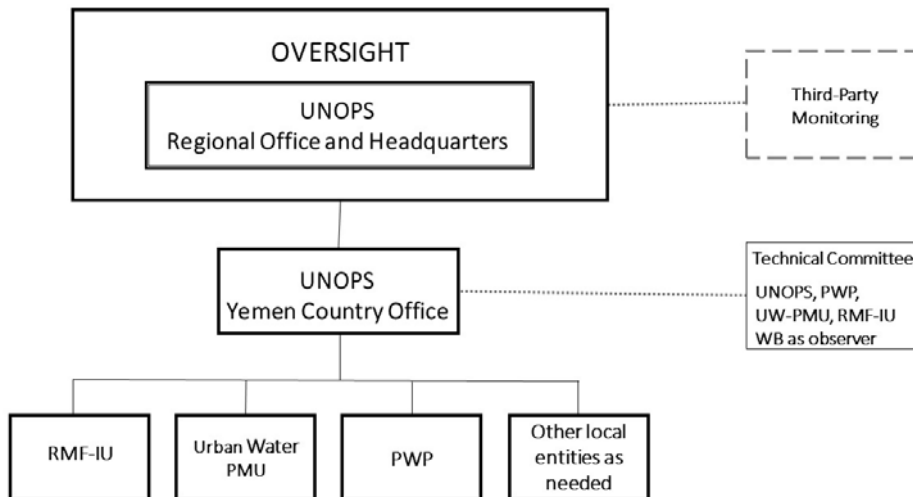 OVERSIGHT
UNOPS
Regional Office and Headquarters
Third-Party
Monitoring
UNOPS
Yemen Country Office
Technical Committee
UNOPS, PWP,
UW-PMU, RMF-IU
WB as observer
RMF-IU
Urban Water
PMU
PWP
Other local
entities as
needed